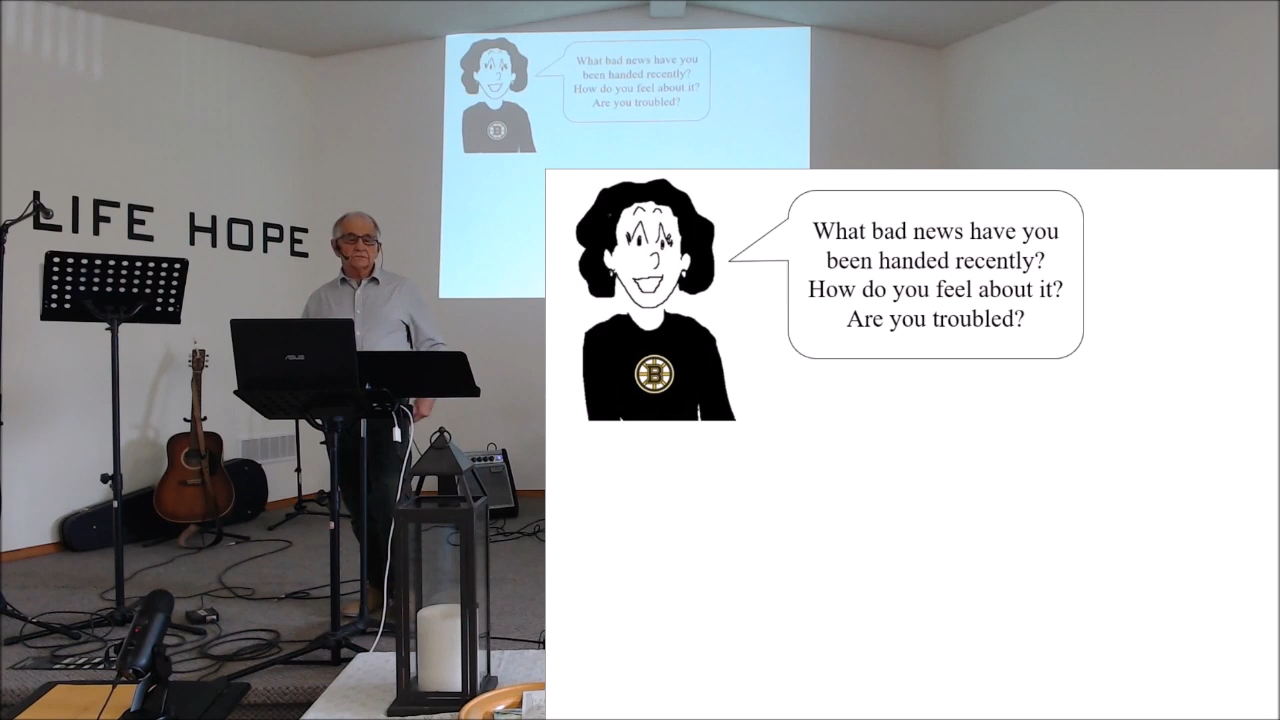 LIFE HOPE
What bad news have you
been handed recently?
How do you feel about it?
Are you troubled?
B
ASUS
What bad news have you
been handed recently?
How do you feel about it?
Are you troubled?
B